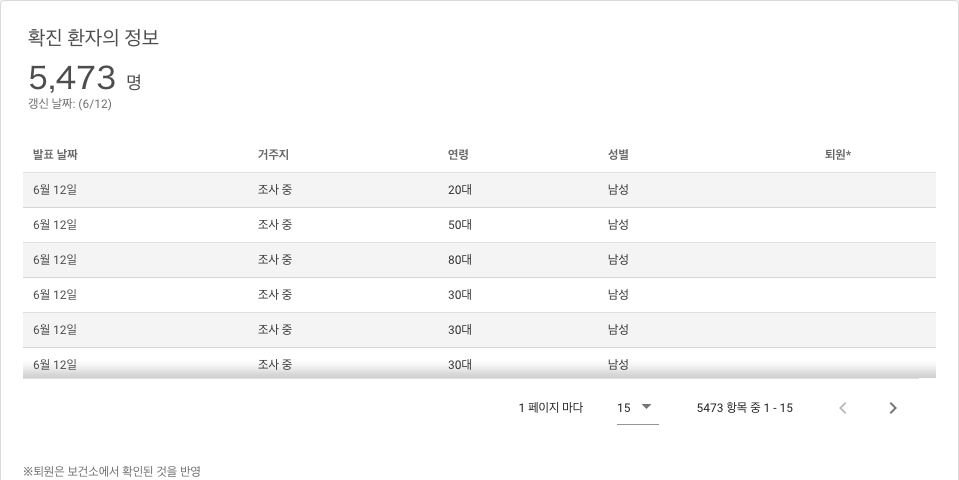 확진 환자의 정보
5,473 명
갱신 날짜: (6/12)
발표 날짜 거주지 연령 성별 퇴원*
6월 12일 조사 중 20대 남성
6월 12일 조사 중 50대 남성
6월 12일 조사 중 80대 남성
6월 12일 조사 중 30대 남성
6월 12일 조사 중 30대 남성
6월 12일 조사 중 30대 남성
1 페이지 마다 15 5473 항목 중 1 - 15
※퇴원은 보건소에서 확인된 것을 반영